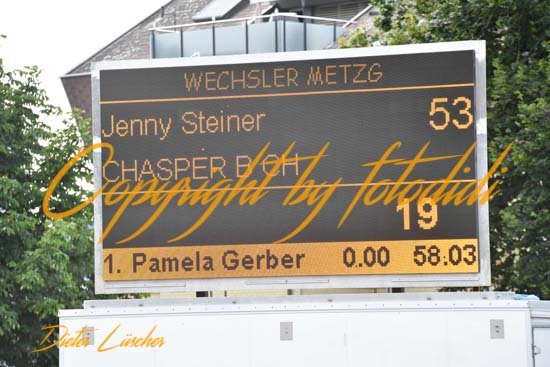 WECHSLER METZG
Jenny Steiner 53
CHASPER B CH
Copyright by fotodidi
19
1. Pamela Gerber 0.00 58:03
Dieter Lüscher